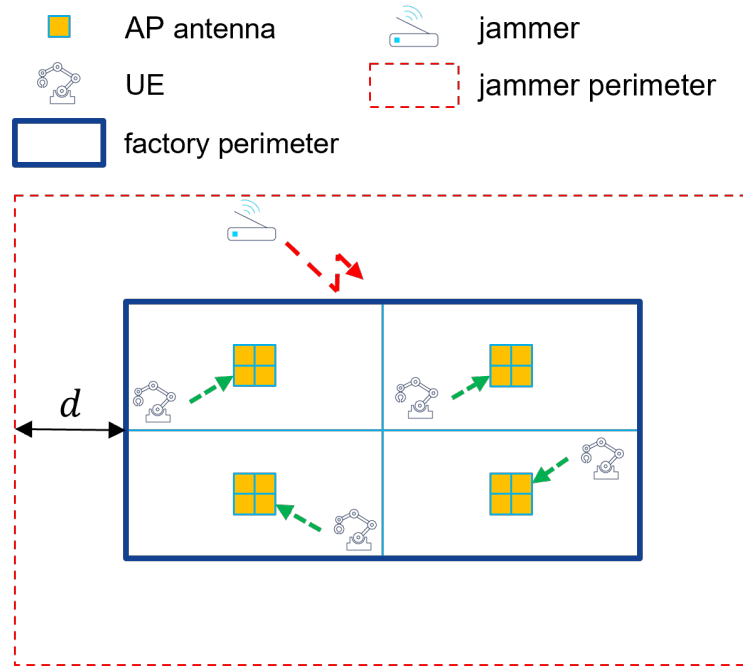 AP antenna
jammer
UE
jammer perimeter
factory perimeter
d